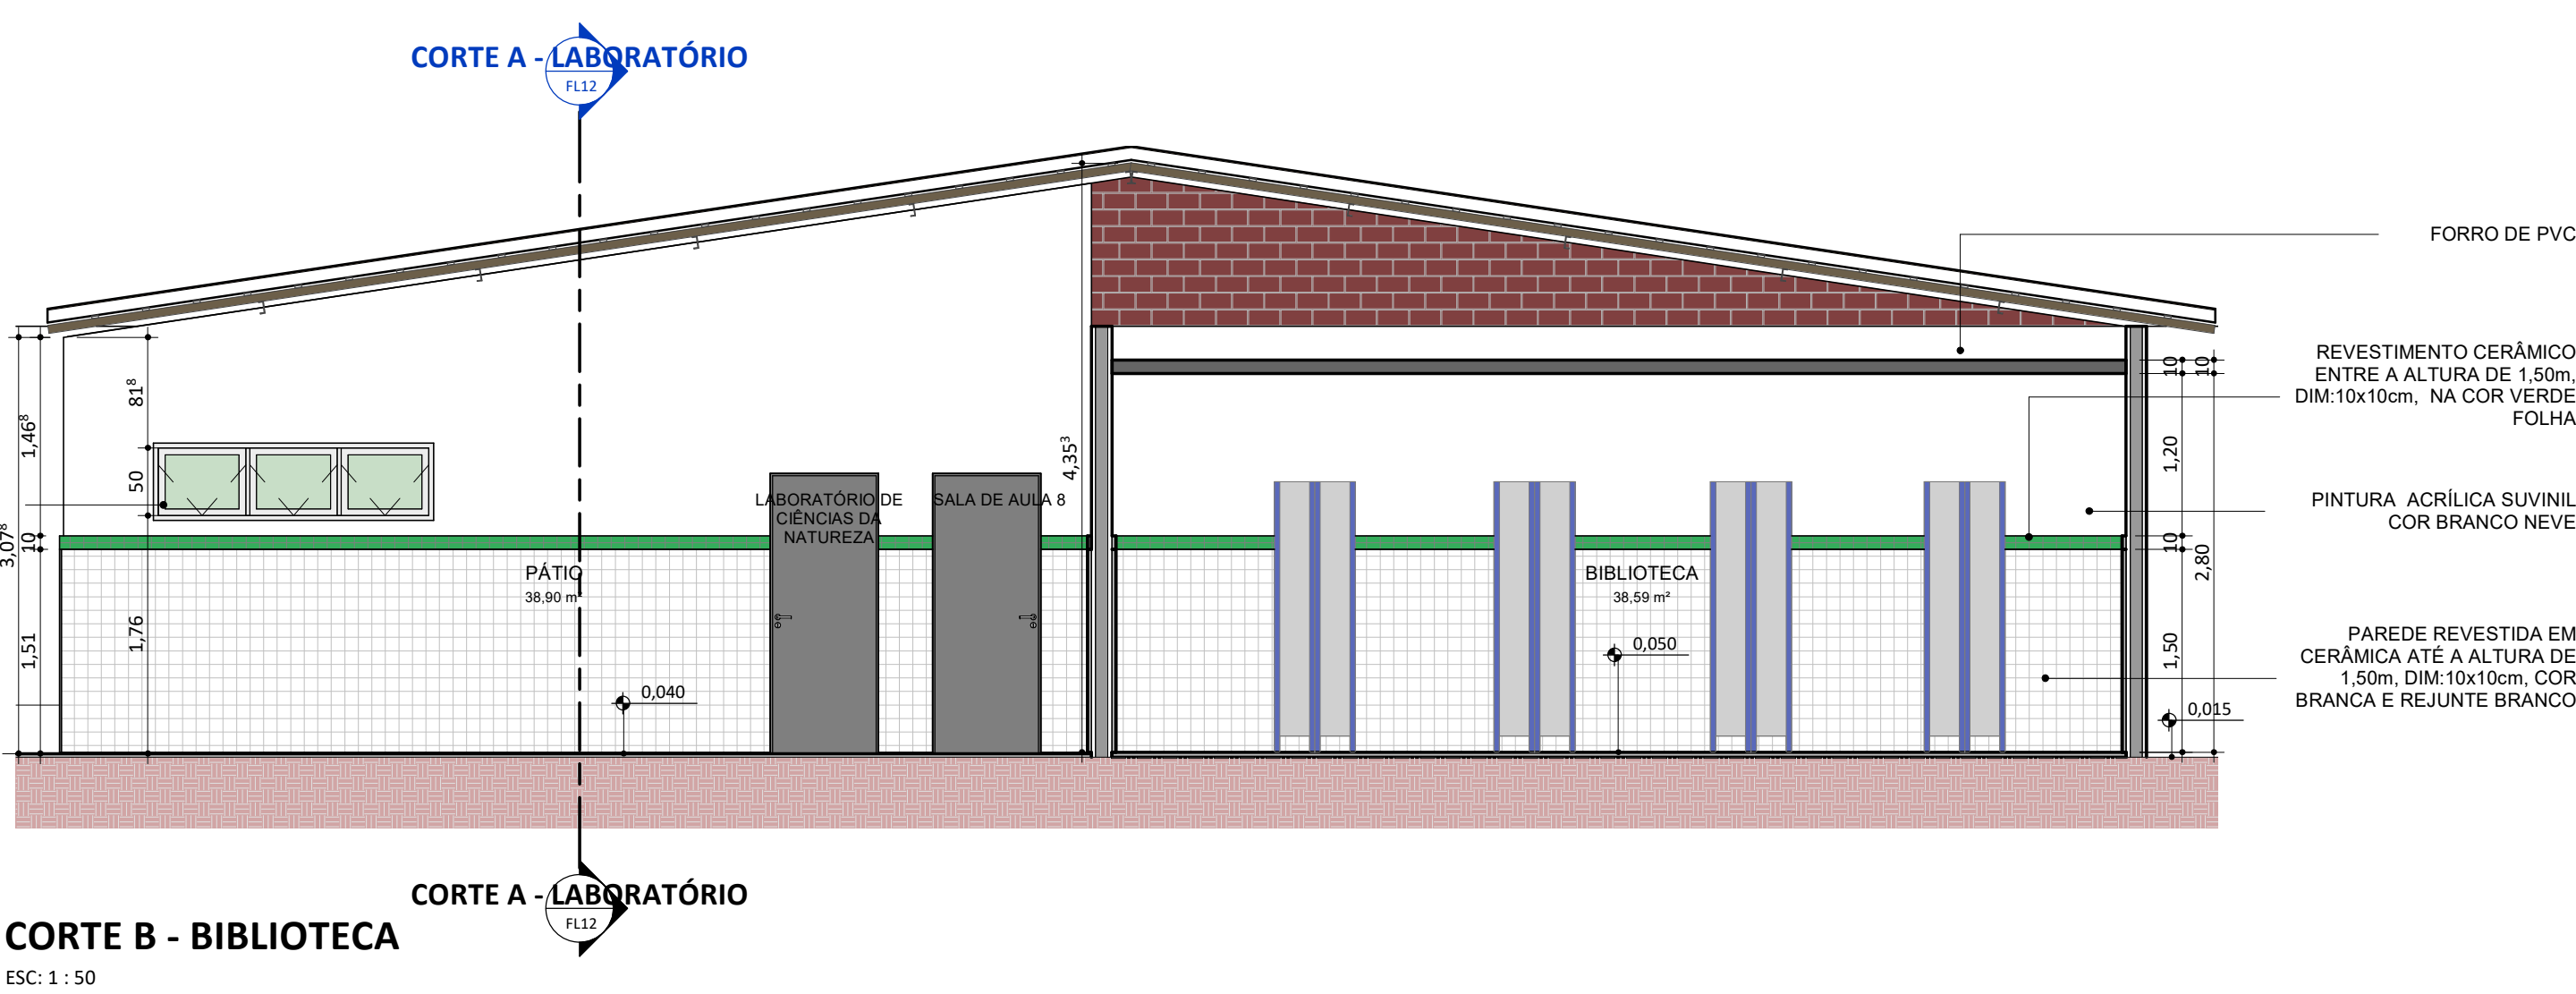 CORTE A - LABORATÓRIO
FL12
FORRO DE PVC
REVESTIMENTO CERÂMICO
ENTRE A ALTURA DE 1,50m,
DIM:10x10cm, NA COR VERDE
FOLHA
PINTURA ACRÍLICA SUVINIL
COR BRANCO NEVE
PAREDE REVESTIDA EM
CERÂMICA ATÉ A ALTURA DE
1,50m, DIM:10x10cm, COR
BRANCA E REJUNTE BRANCO
3,07⁸
1,46⁸
10
1,51
81⁸
50
1,76
LABORATÓRIO DE
CIÊNCIAS DA
NATUREZA
SALA DE AULA 8
4,35³
PÁTIO
38,90 m²
0,040
BIBLIOTECA
38,59 m²
0,050
10
10
1,20
10
2,80
1,50
0,015
CORTE A - LABORATÓRIO
FL12
CORTE B - BIBLIOTECA
ESC: 1 : 50